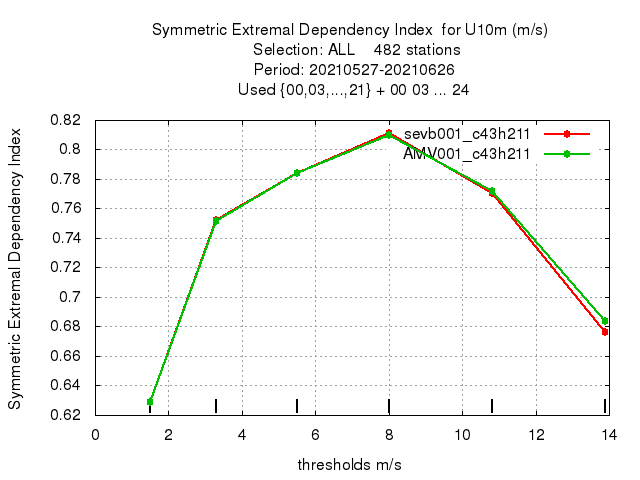 Symmetric Extremal Dependency Index  for U10m (m/s)
Selection: ALL    482 stations
Period: 20210527-20210626
Used {00,03,...,21} + 00 03 ... 24
sevb001_c43h211
AMV001_c43h211
Symmetric Extremal Dependency Index
0.82
0.8
0.78
0.76
0.74
0.72
0.7
0.68
0.66
0.64
0.62
0 2 4 6 8 10 12 14
thresholds m/s